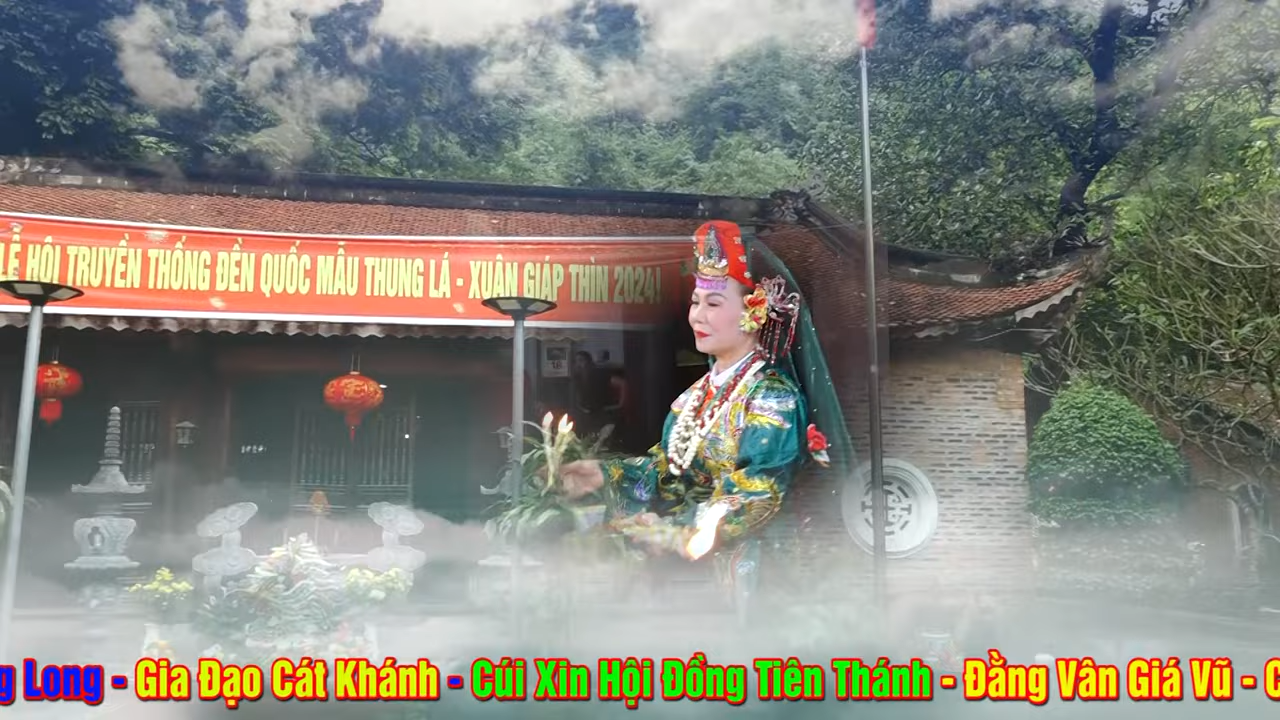 LỄ HỘI TRUYỀN THỐNG ĐỀN QUỐC MẪU THUNG LÁ - XUÂN GIÁP THÌN 2024!
18
Long - Gia Đạo Cát Khánh - Cúi Xin Hội Đồng Tiên Thánh - Đằng Vân Giá Vũ -